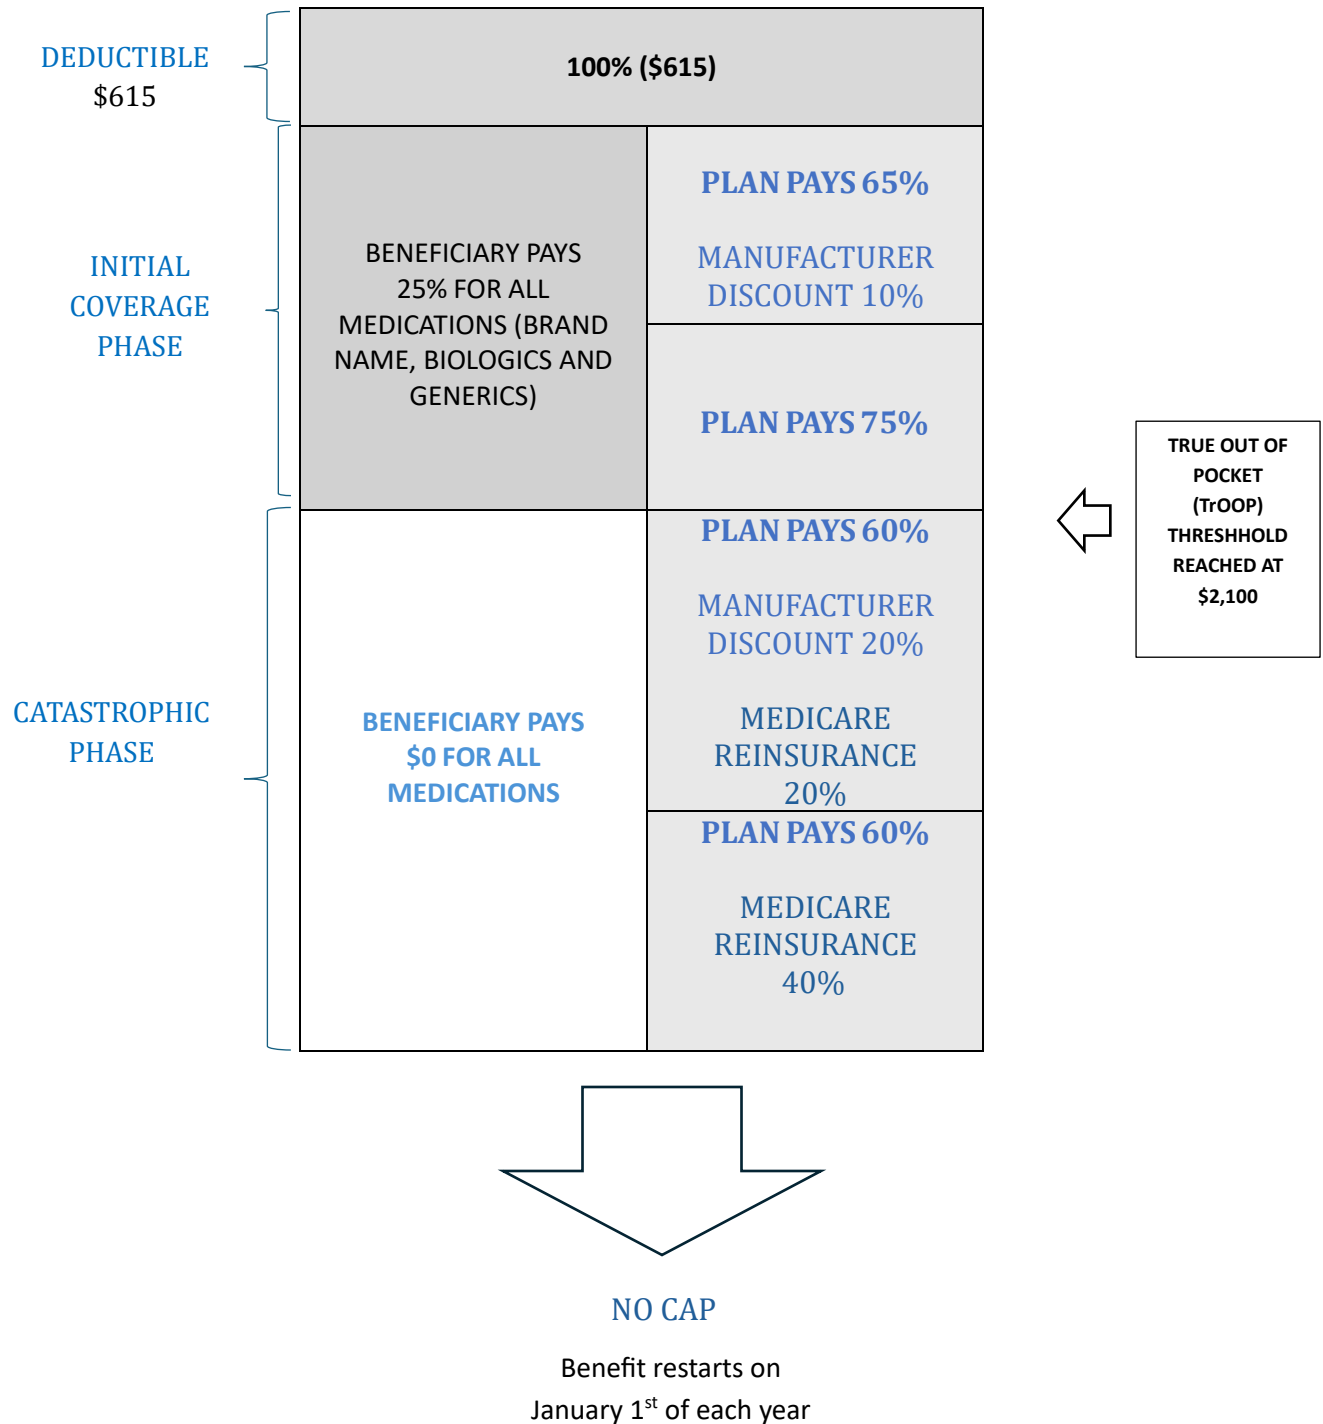 DEDUCTIBLE
$615
100% ($615)
INITIAL
COVERAGE
PHASE
BENEFICIARY PAYS
25% FOR ALL
MEDICATIONS (BRAND
NAME, BIOLOGICS AND
GENERICS)
PLAN PAYS 65%
MANUFACTURER
DISCOUNT 10%
PLAN PAYS 75%
TRUE OUT OF
POCKET
(TrOOP)
THRESHHOLD
REACHED AT
$2,100
CATASTROPHIC
PHASE
BENEFICIARY PAYS
$0 FOR ALL
MEDICATIONS
PLAN PAYS 60%
MANUFACTURER
DISCOUNT 20%
MEDICARE
REINSURANCE
20%
PLAN PAYS 60%
MEDICARE
REINSURANCE
40%
NO CAP
Benefit restarts on
January 1st of each year